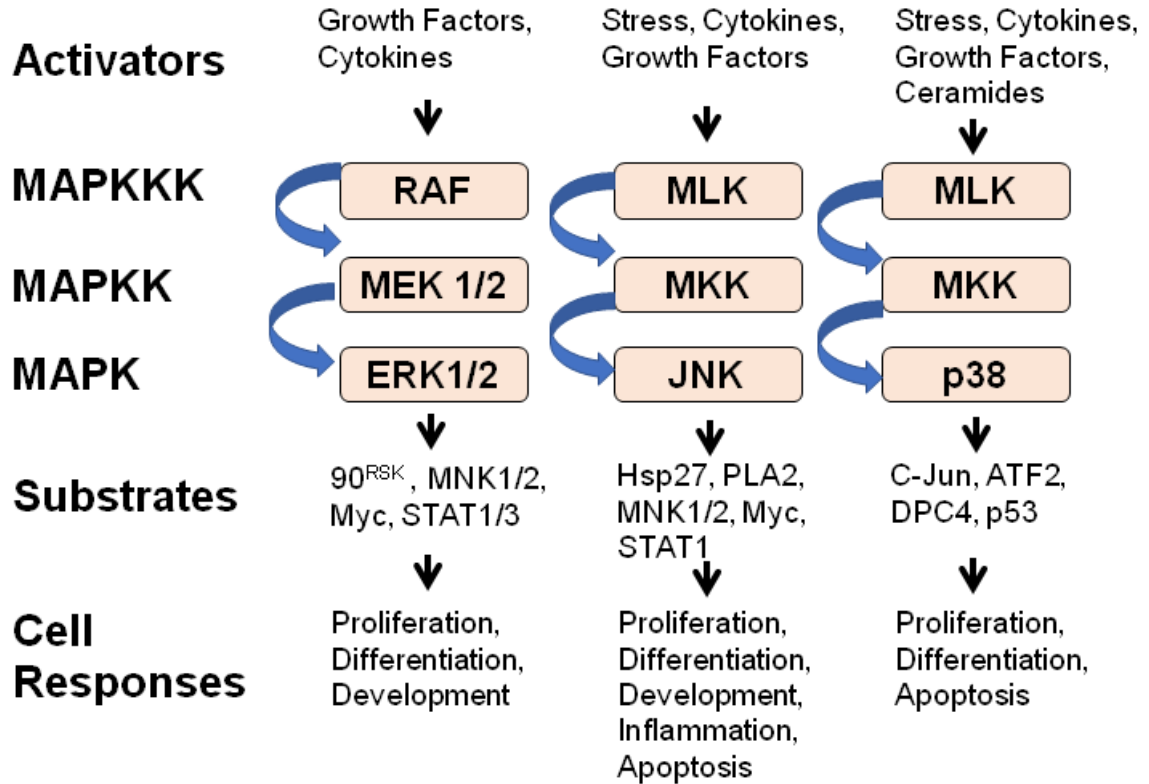 Activators
Growth Factors,
Cytokines
Stress, Cytokines,
Growth Factors
Stress, Cytokines,
Growth Factors,
Ceramides
MAPKKK
RAF
MLK
MLK
MAPKK
MEK 1/2
MKK
MKK
MAPK
ERK1/2
JNK
p38
Substrates
90RSK , MNK1/2,
Myc, STAT1/3
Hsp27, PLA2,
MNK1/2, Myc,
STAT1
C-Jun, ATF2,
DPC4, p53
Cell
Responses
Proliferation,
Differentiation,
Development
Proliferation,
Differentiation,
Development,
Inflammation,
Apoptosis
Proliferation,
Differentiation,
Apoptosis